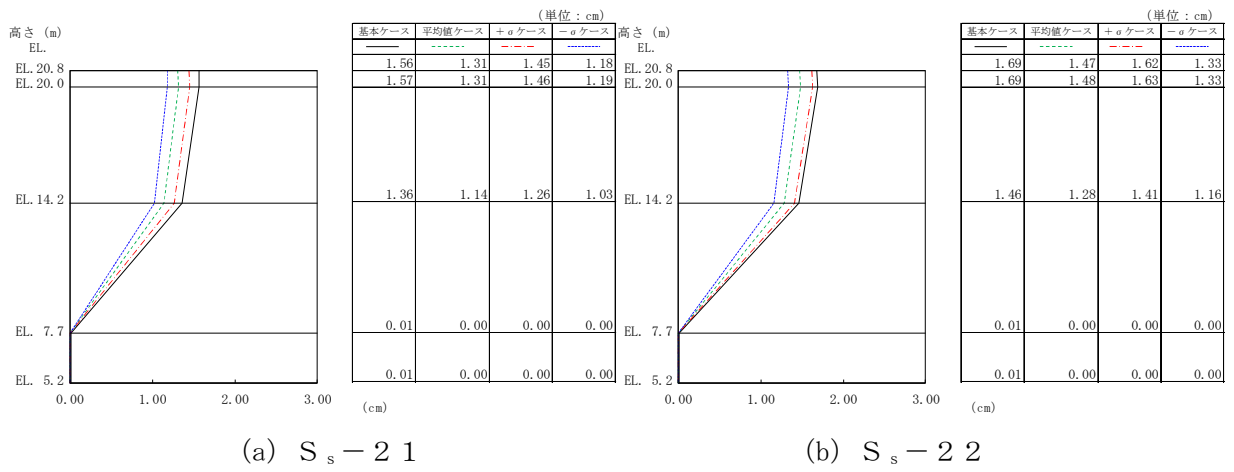 (単位：cm)
高さ (m)
EL.
基本ケース 平均値ケース ＋σケース －σケース
1.56 1.31 1.45 1.18
1.57 1.31 1.46 1.19
1.36 1.14 1.26 1.03
0.01 0.00 0.00 0.00
0.01 0.00 0.00 0.00
EL.20.8
EL.20.0
EL.14.2
EL. 7.7
EL. 5.2
0.00 1.00 2.00 3.00
(cm)
(a) Ｓs－２１
(単位：cm)
高さ (m)
EL.
基本ケース 平均値ケース ＋σケース －σケース
1.69 1.47 1.62 1.33
1.69 1.48 1.63 1.33
1.46 1.28 1.41 1.16
0.01 0.00 0.00 0.00
0.01 0.00 0.00 0.00
EL.20.8
EL.20.0
EL.14.2
EL. 7.7
EL. 5.2
0.00 1.00 2.00 3.00
(cm)
(b) Ｓs－２２